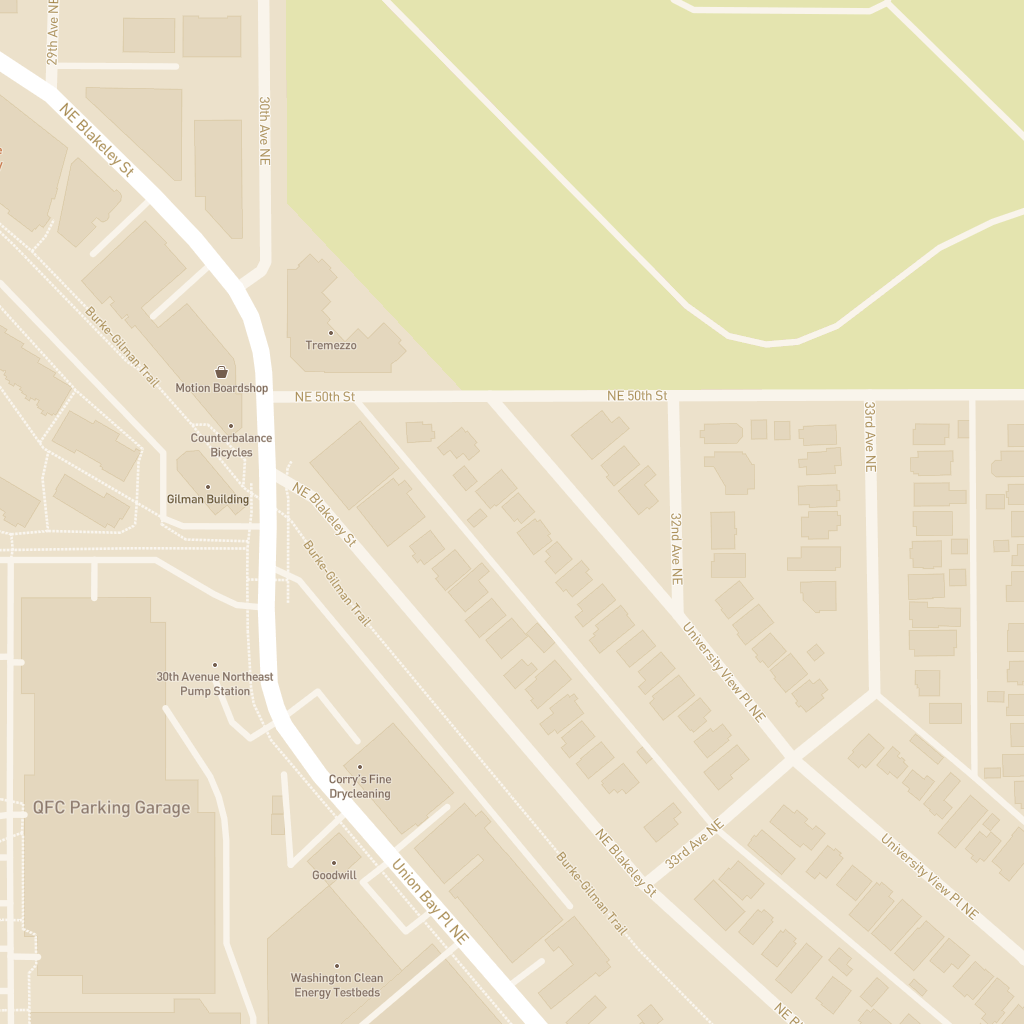 29th Ave NE
NE Blakeley St
30th Ave NE
e
y
Burke-Gilman Trail
Tremezzo
Motion Boardshop
NE 50th St
NE 50th St
33rd Ave NE
Counterbalance
Bicycles
Gilman Building
NE Blakeley St
32nd Ave NE
Burke-Gilman Trail
University View Pl NE
30th Avenue Northeast
Pump Station
Corry's Fine
Drycleaning
QFC Parking Garage
33rd Ave NE
NE Blakeley St
University View Pl NE
Goodwill
Union Bay Pl NE
Burke-Gilman Trail
Washington Clean
Energy Testbeds